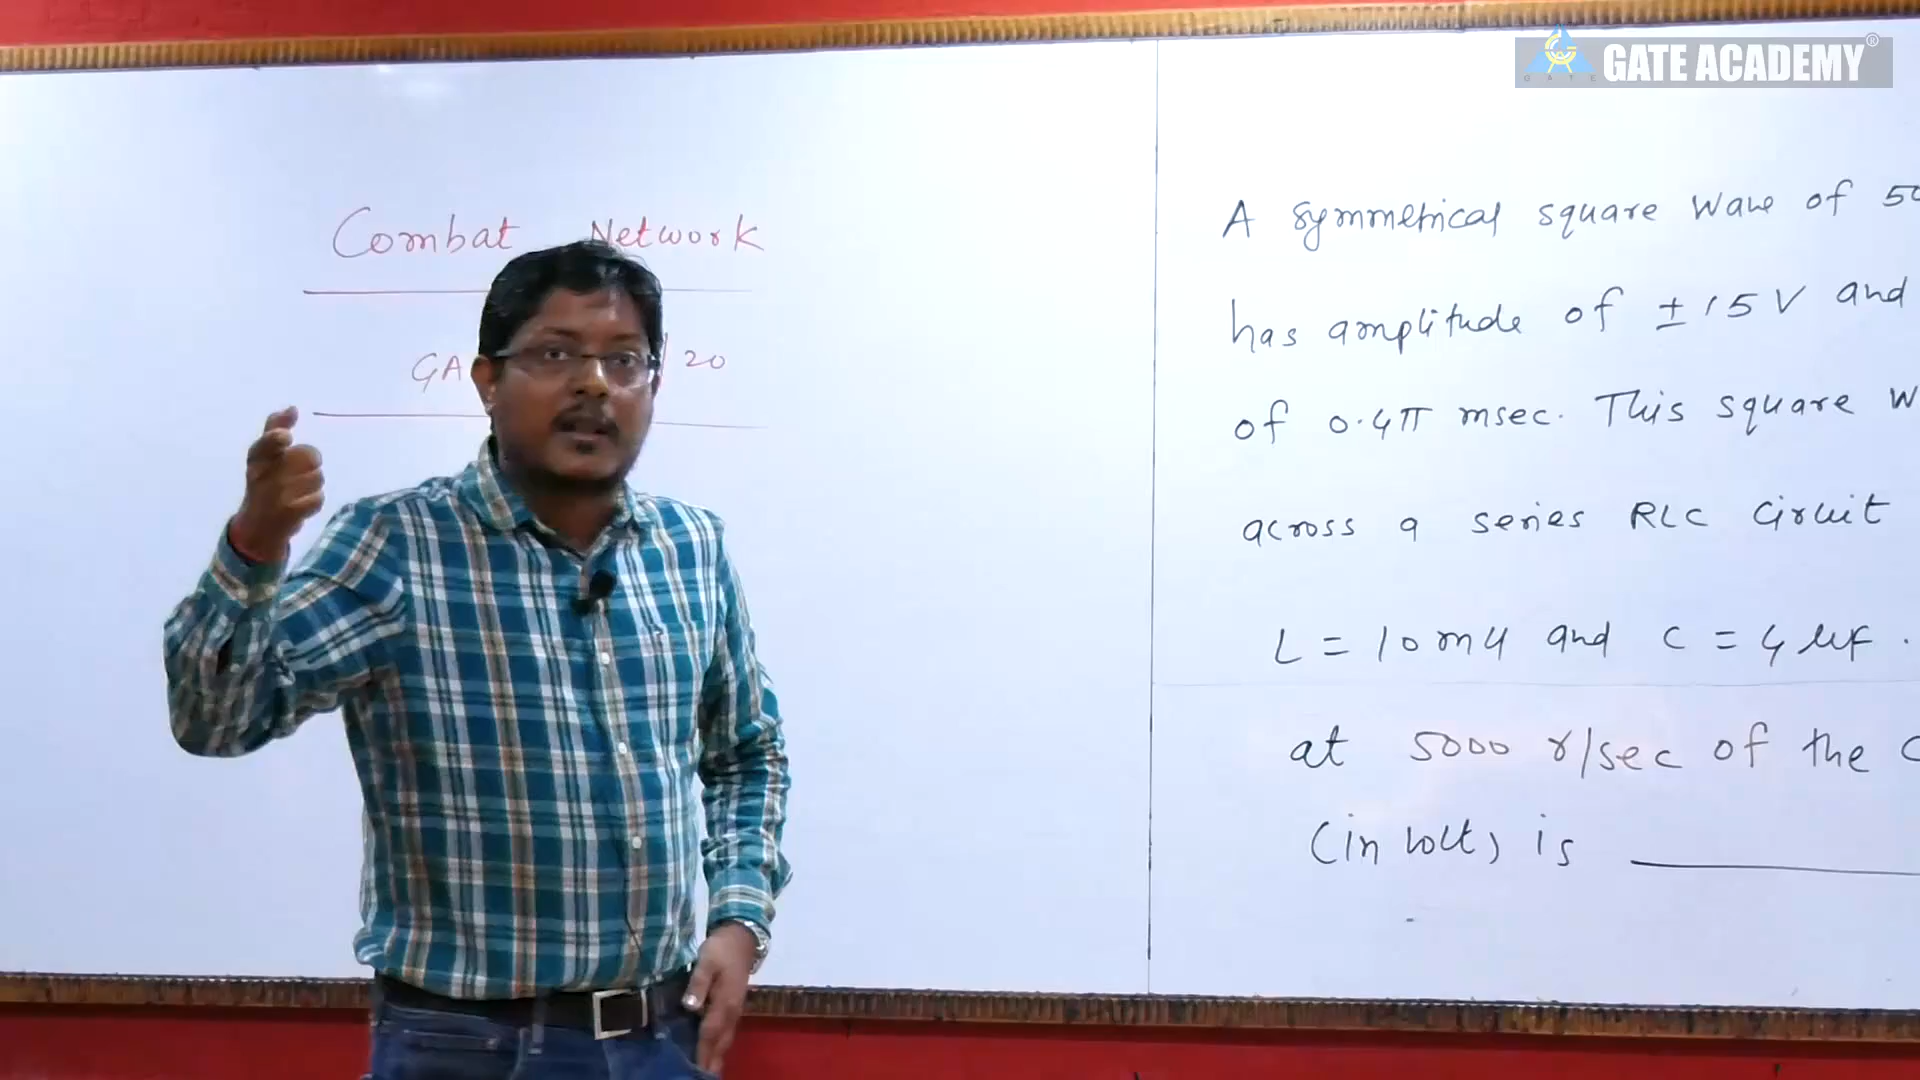 GATE ACADEMY®
GATE
Combat Network
GA 20
A symmetrical square wave of 50
has amplitude of ±15 V and
of 0.4π msec. This square w
across a series RLC Circuit
L = 10 mH and C = 4 μF.
at 5000 r/sec of the C
(in volt) is